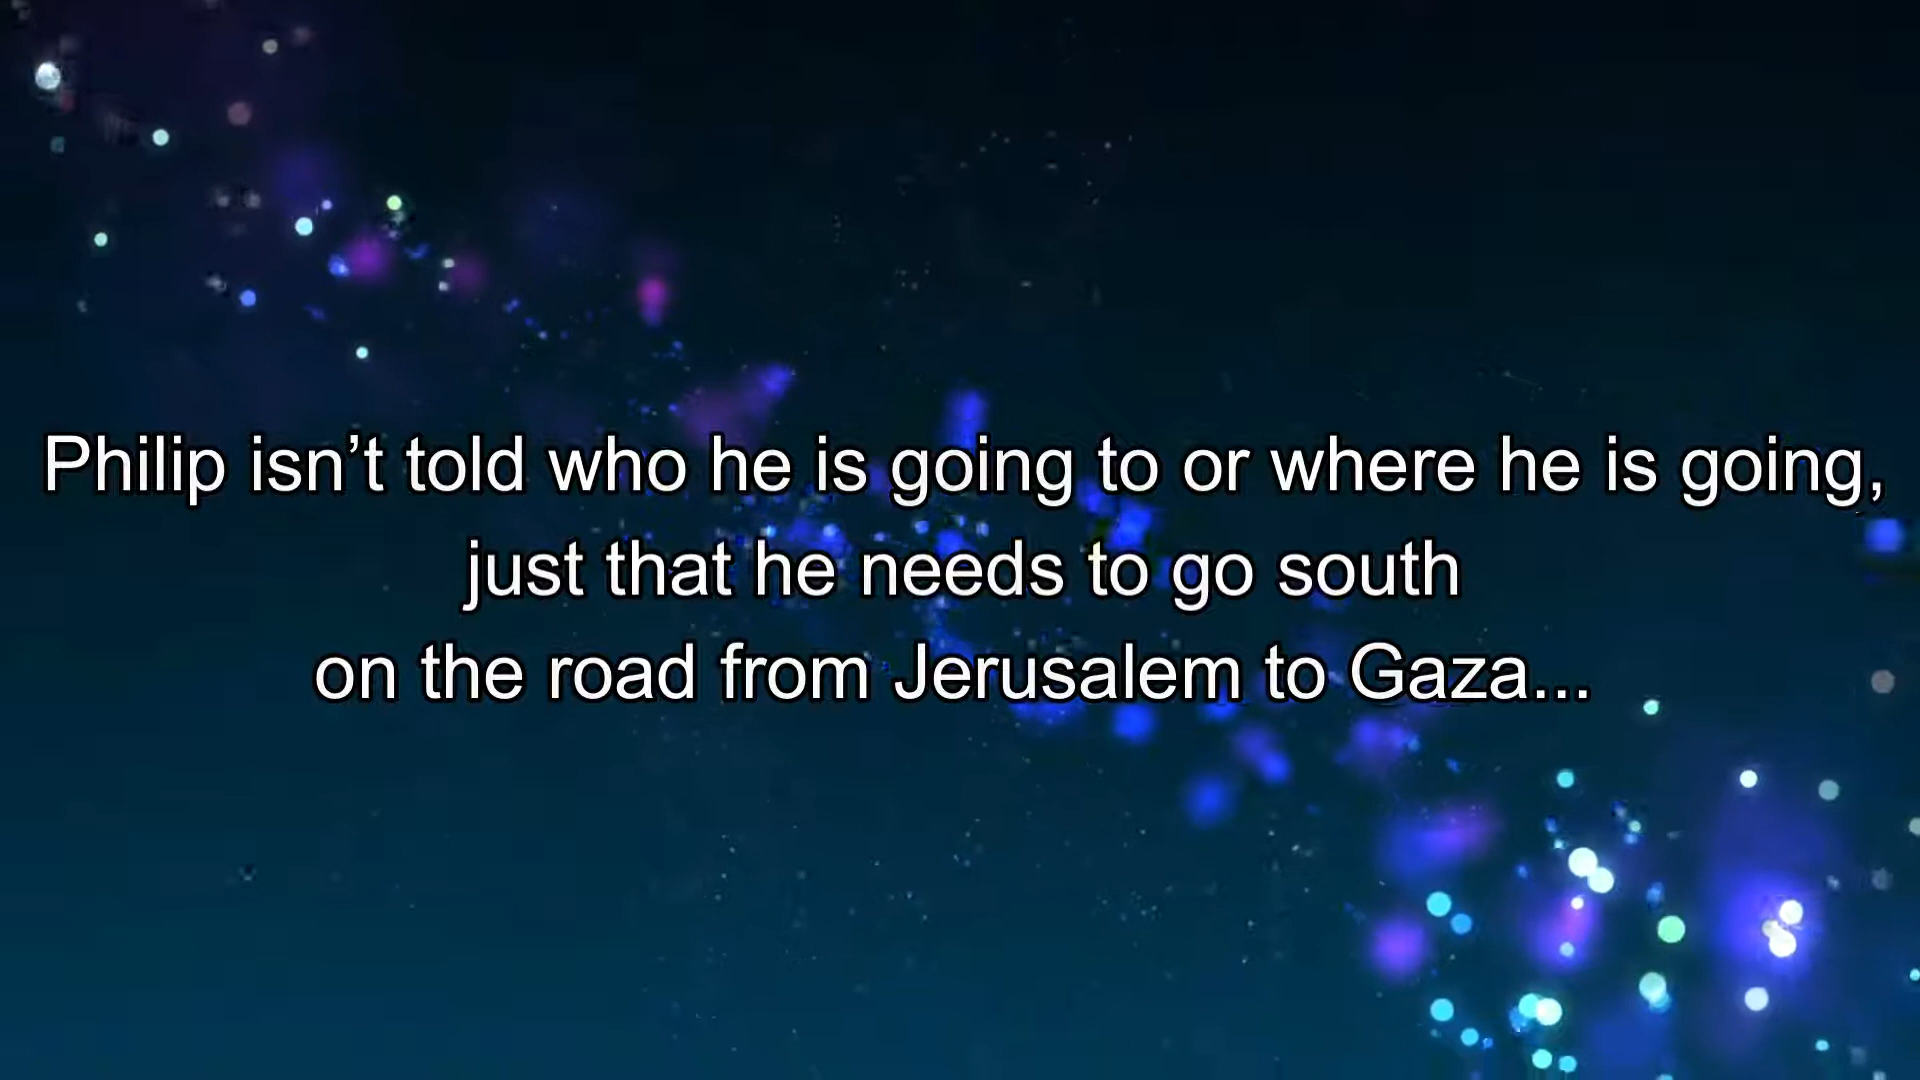 Philip isn’t told who he is going to or where he is going,
just that he needs to go south
on the road from Jerusalem to Gaza...